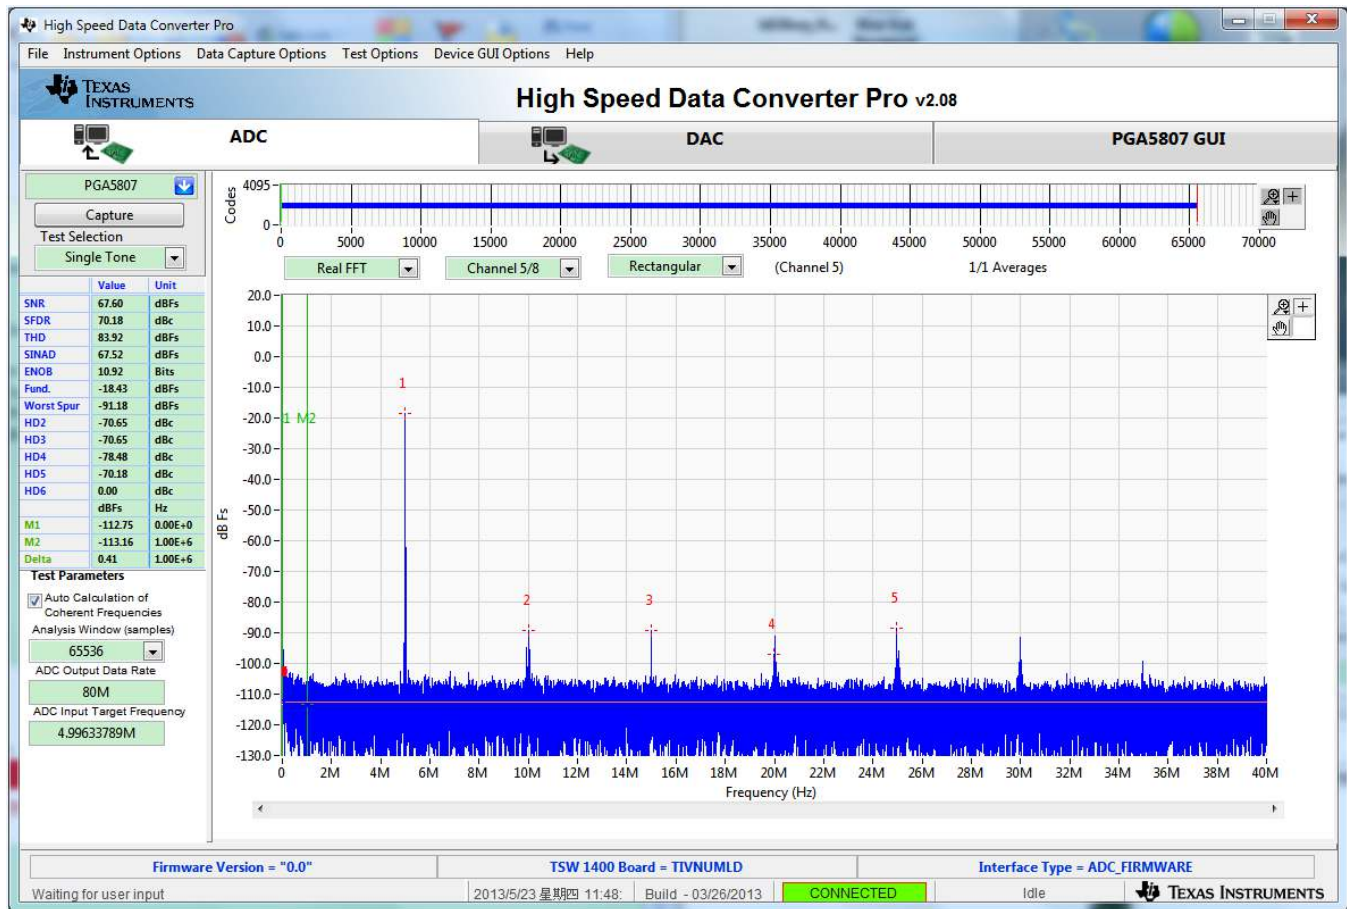 High Speed Data Converter Pro
File Instrument Options Data Capture Options Test Options Device GUI Options Help
TEXAS INSTRUMENTS
High Speed Data Converter Pro v2.08
ADC
DAC
PGA5807 GUI
PGA5807
Capture
Test Selection
Single Tone
Codes
4095
0
0 5000 10000 15000 20000 25000 30000 35000 40000 45000 50000 55000 60000 65000 70000
Real FFT
Channel 5/8
Rectangular
(Channel 5)
1/1 Averages
Value Unit
SNR 67.60 dBFs
SFDR 70.18 dBc
THD 83.92 dBFs
SINAD 67.52 dBFs
ENOB 10.92 Bits
Fund. -18.43 dBFs
Worst Spur -91.18 dBFs
HD2 -70.65 dBc
HD3 -70.65 dBc
HD4 -78.48 dBc
HD5 -70.18 dBc
HD6 0.00 dBc
dBFs Hz
M1 -112.75 0.00E+0
M2 -113.16 1.00E+6
Delta 0.41 1.00E+6
Test Parameters
Auto Calculation of
Coherent Frequencies
Analysis Window (samples)
65536
ADC Output Data Rate
80M
ADC Input Target Frequency
4.99633789M
dB Fs
20.0
10.0
0.0
-10.0
-20.0
-30.0
-40.0
-50.0
-60.0
-70.0
-80.0
-90.0
-100.0
-110.0
-120.0
-130.0
1 M2
1
2
3
4
5
0 2M 4M 6M 8M 10M 12M 14M 16M 18M 20M 22M 24M 26M 28M 30M 32M 34M 36M 38M 40M
Frequency (Hz)
Firmware Version = "0.0"
TSW 1400 Board = TIVNUMLD
Interface Type = ADC_FIRMWARE
Waiting for user input
2013/5/23 星期四 11:48:
Build - 03/26/2013
CONNECTED
Idle
TEXAS INSTRUMENTS